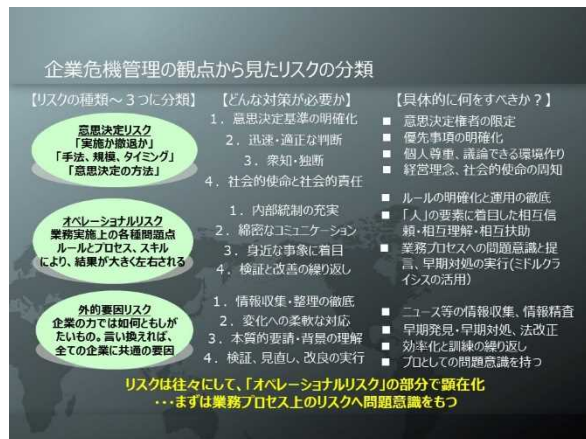 企業危機管理の観点から見たリスクの分類
【リスクの種類～3つに分類】
意思決定リスク
「実施か撤退か」
「手法、規模、タイミング」
「意思決定の方法」
【どんな対策が必要か】
1．意思決定基準の明確化
2．迅速・適正な判断
3．衆知・独断
4．社会的使命と社会的責任
【具体的に何をすべきか？】
■ 意思決定権者の限定
■ 優先事項の明確化
■ 個人尊重、議論できる環境作り
■ 経営理念、社会的使命の周知
オペレーショナルリスク
業務実施上の各種問題点
ルールとプロセス、スキル
により、結果が大きく左右される
1．内部統制の充実
2．綿密なコミュニケーション
3．身近な事象に着目
4．検証と改善の繰り返し
■ ルールの明確化と運用の徹底
■ 「人」の要素に着目した相互信
頼・相互理解・相互扶助
■ 業務プロセスへの問題意識と提
言、早期対処の実行(ミドルクラ
イシスの活用)
外的要因リスク
企業の力では如何ともしが
たいもの。言い換えれば、
全ての企業に共通の要因
1．情報収集・整理の徹底
2．変化への柔軟な対応
3．本質的要請・背景の理解
4．検証、見直し、改良の実行
■ ニュース等の情報収集、情報精査
■ 早期発見・早期対処、法改正
■ 効率化と訓練の繰り返し
■ プロとしての問題意識を持つ
リスクは往々にして、「オペレーショナルリスク」の部分で顕在化
・・・まずは業務プロセス上のリスクへ問題意識をもつ